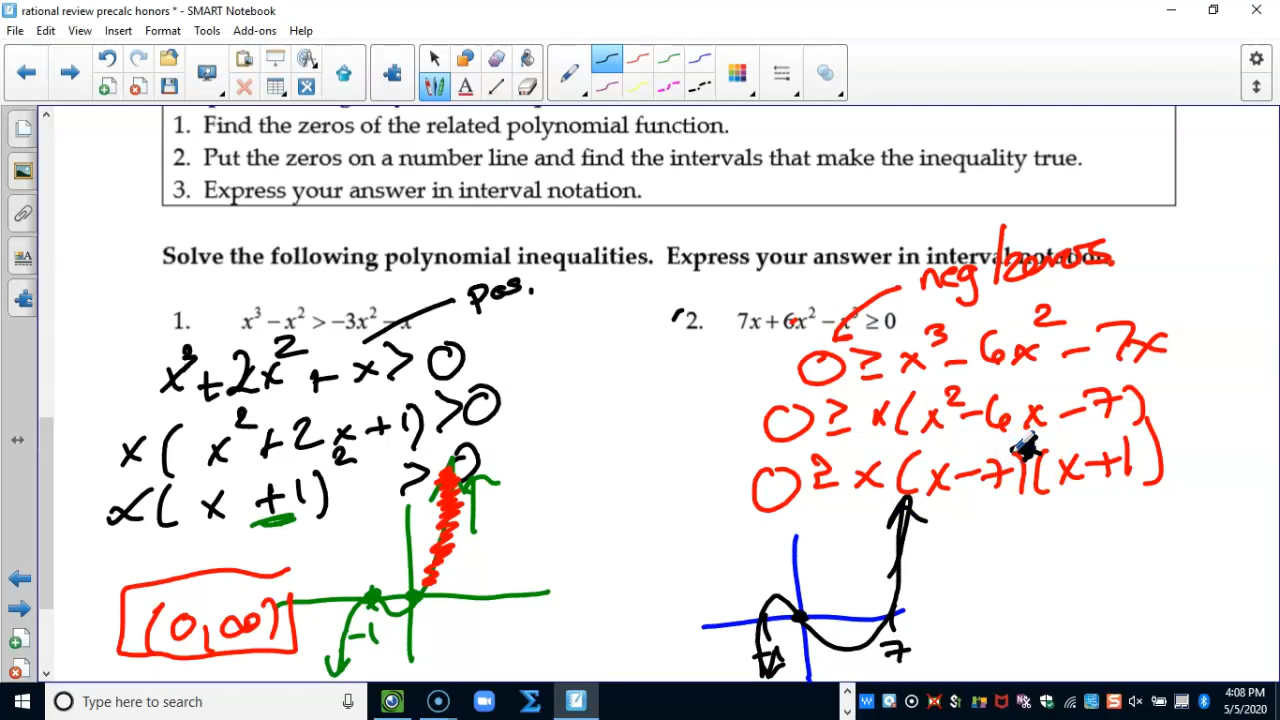 rational review precalc honors * - SMART Notebook
File Edit View Insert Format Tools Add-ons Help
1. Find the zeros of the related polynomial function.
2. Put the zeros on a number line and find the intervals that make the inequality true.
3. Express your answer in interval notation.
Solve the following polynomial inequalities. Express your answer in interval notation.
neg/zeros.
pos.
1. x³ − x² > −3x² − x
2. 7x + 6x² − x³ ≥ 0
x³ + 2x² + x > 0
x(x² + 2x + 1) > 0
x(x + 1)² > 0
0 ≥ x³ − 6x² − 7x
0 ≥ x(x² − 6x − 7)
0 ≥ x(x − 7)(x + 1)
(0, ∞)
−1
7
Type here to search
4:08 PM
5/5/2020